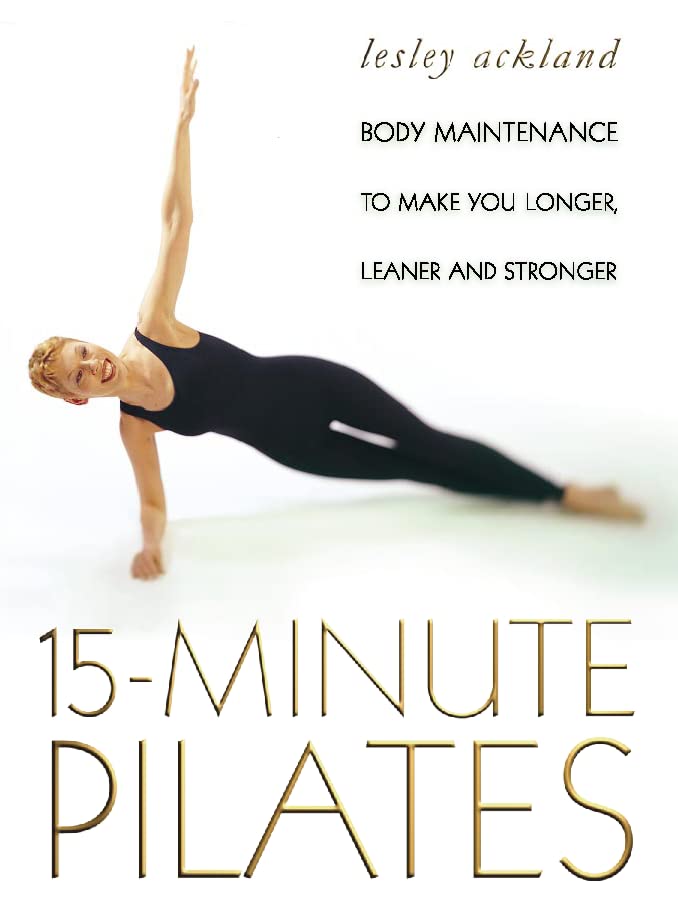 lesley ackland
BODY MAINTENANCE
TO MAKE YOU LONGER,
LEANER AND STRONGER
15-MINUTE
PILATES